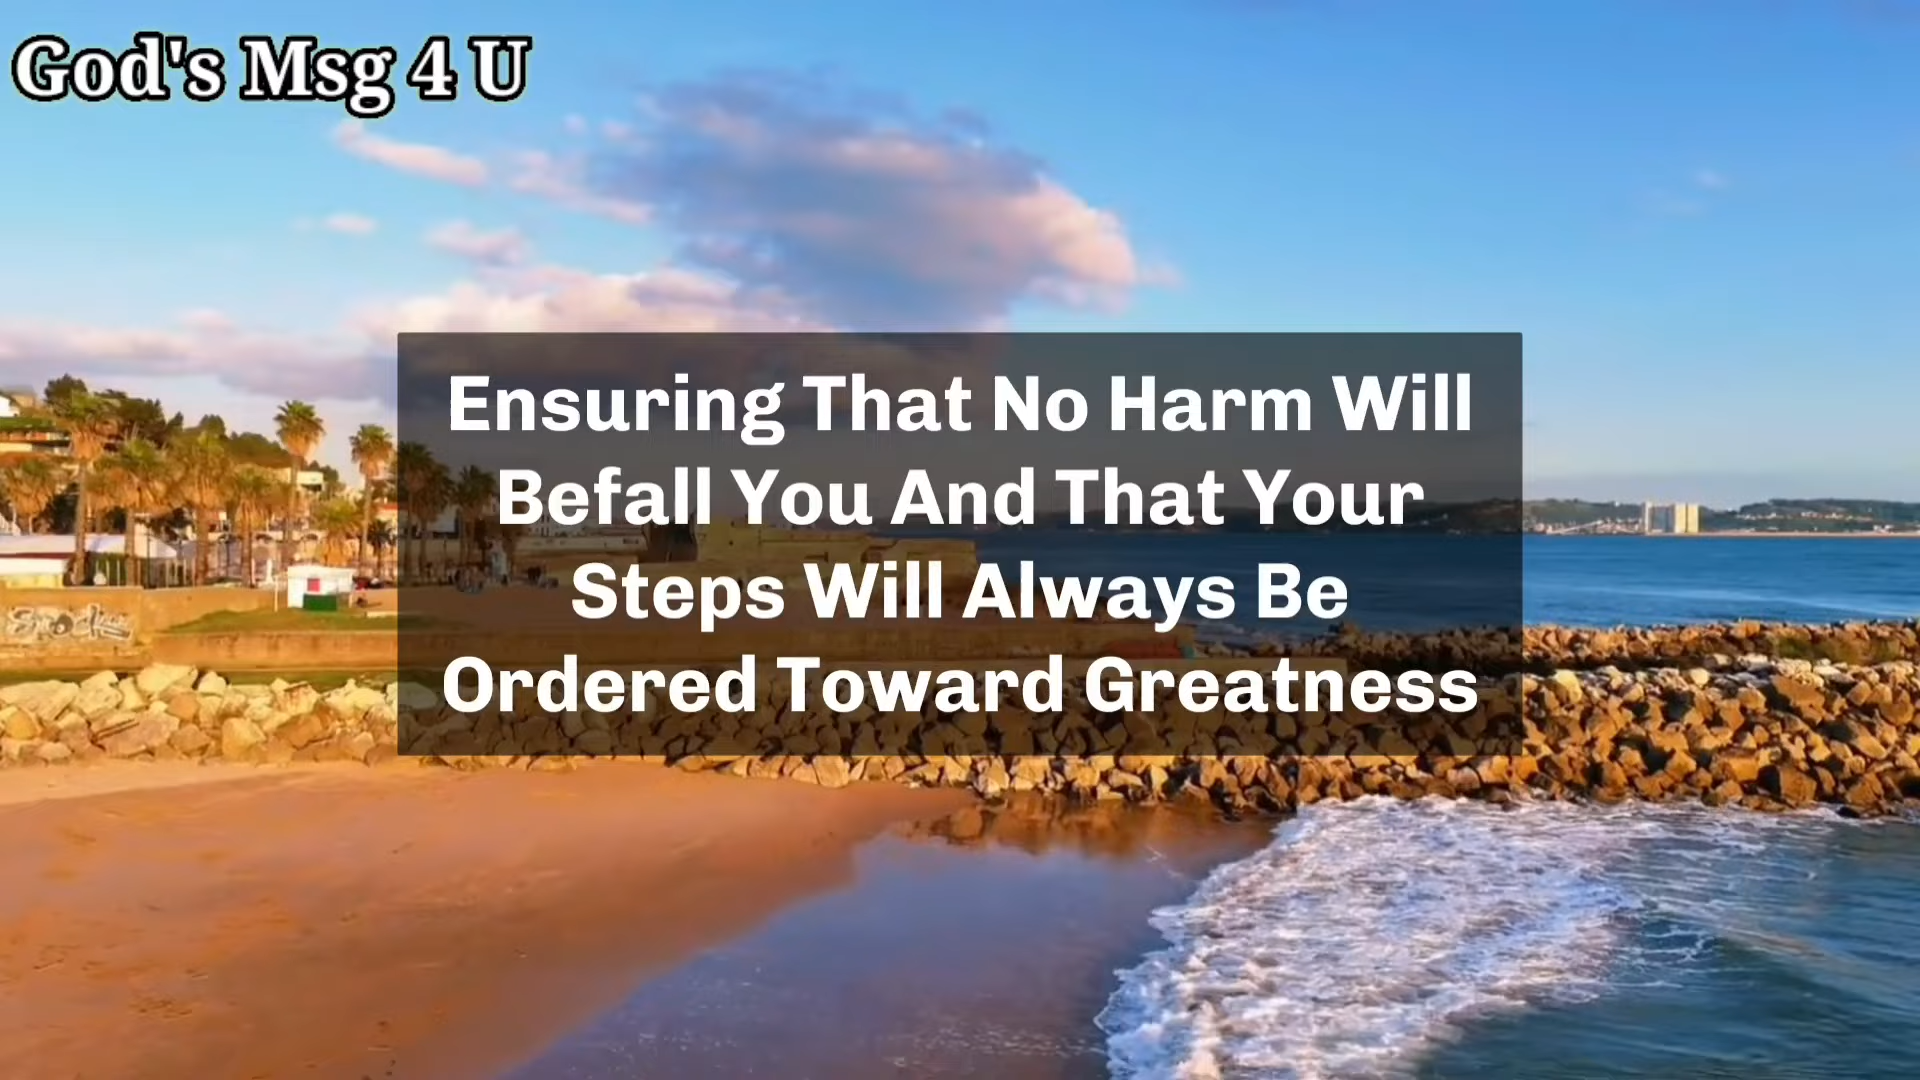 God's Msg 4 U
Ensuring That No Harm Will
Befall You And That Your
Steps Will Always Be
Ordered Toward Greatness